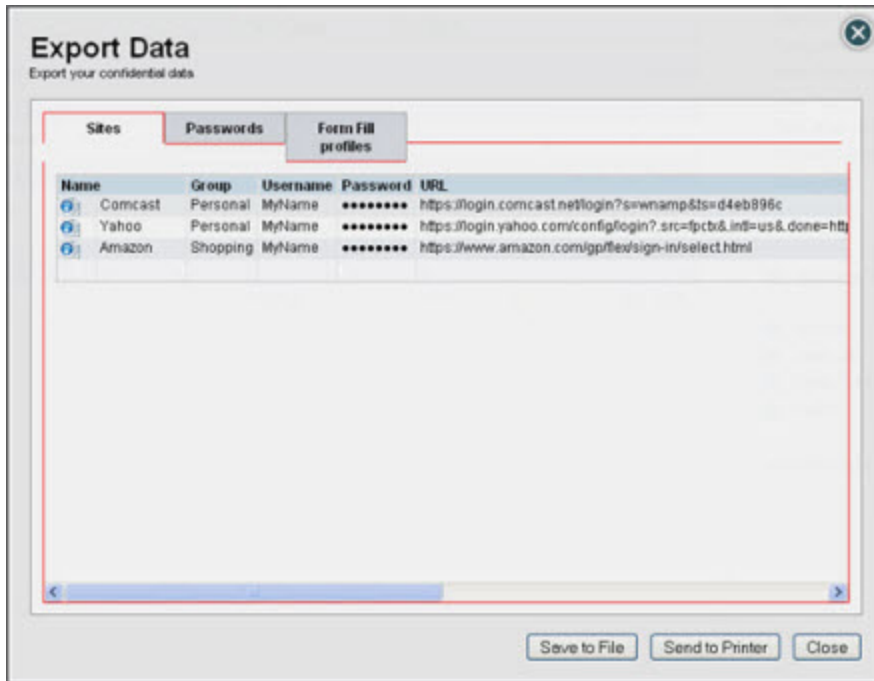 Export Data
Export your confidential data
Sites Passwords Form Fill profiles
Name Group Username Password URL
Comcast Personal MyName •••••••• https://login.comcast.net/login?s=wnamp&ts=d4eb896c
Yahoo Personal MyName •••••••• https://login.yahoo.com/config/login?.src=fpctx&.intl=us&.done=http
Amazon Shopping MyName •••••••• https://www.amazon.com/gp/flex/sign-in/select.html
Save to File Send to Printer Close